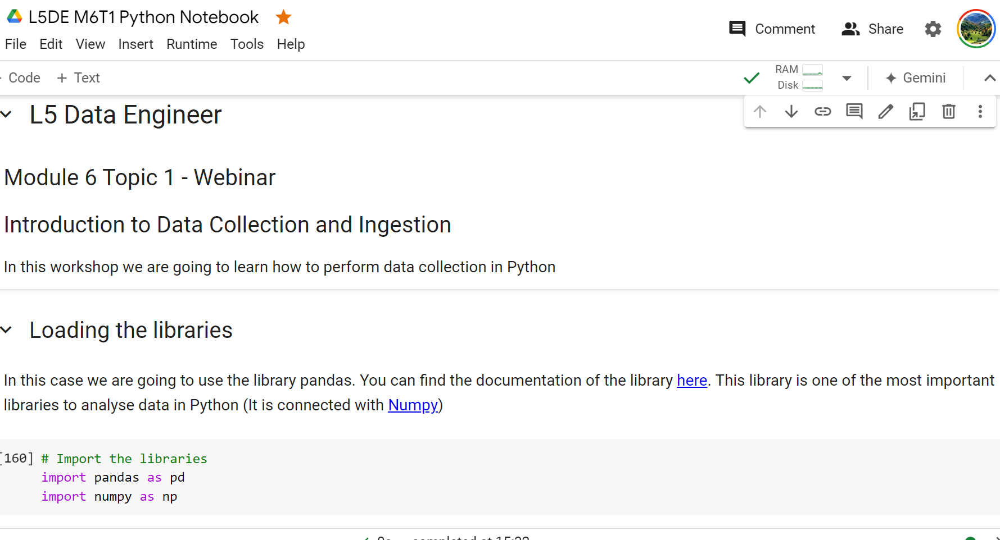 L5DE M6T1 Python Notebook
File Edit View Insert Runtime Tools Help
Comment
Share
Code + Text
RAM
Disk
Gemini
L5 Data Engineer
Module 6 Topic 1 - Webinar
Introduction to Data Collection and Ingestion
In this workshop we are going to learn how to perform data collection in Python
Loading the libraries
In this case we are going to use the library pandas. You can find the documentation of the library here. This library is one of the most important
libraries to analyse data in Python (It is connected with Numpy)
[160] # Import the libraries
import pandas as pd
import numpy as np
0s completed at 15:22